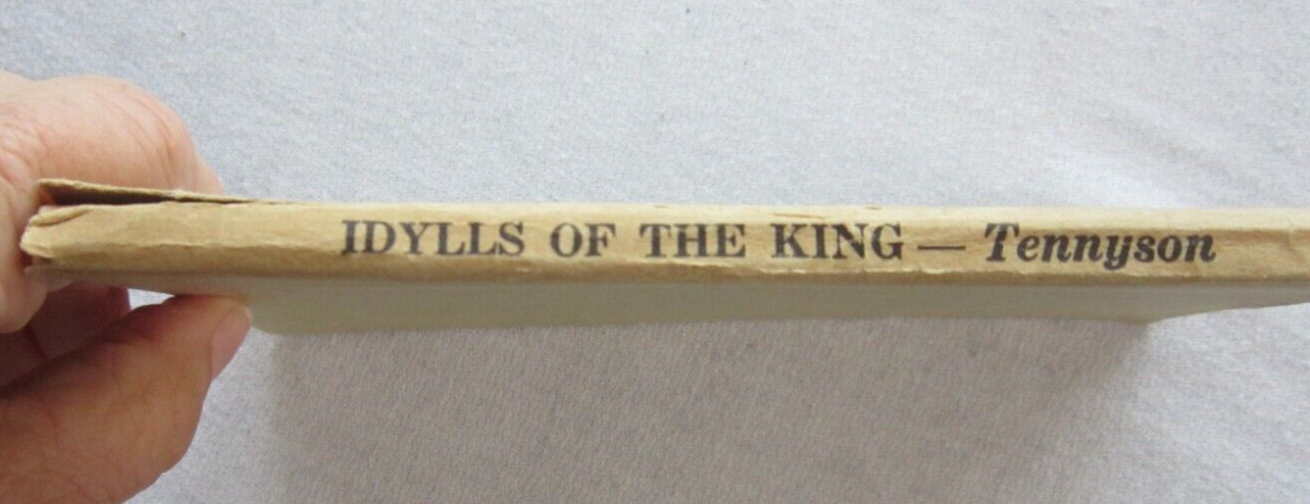 IDYLLS OF THE KING — Tennyson